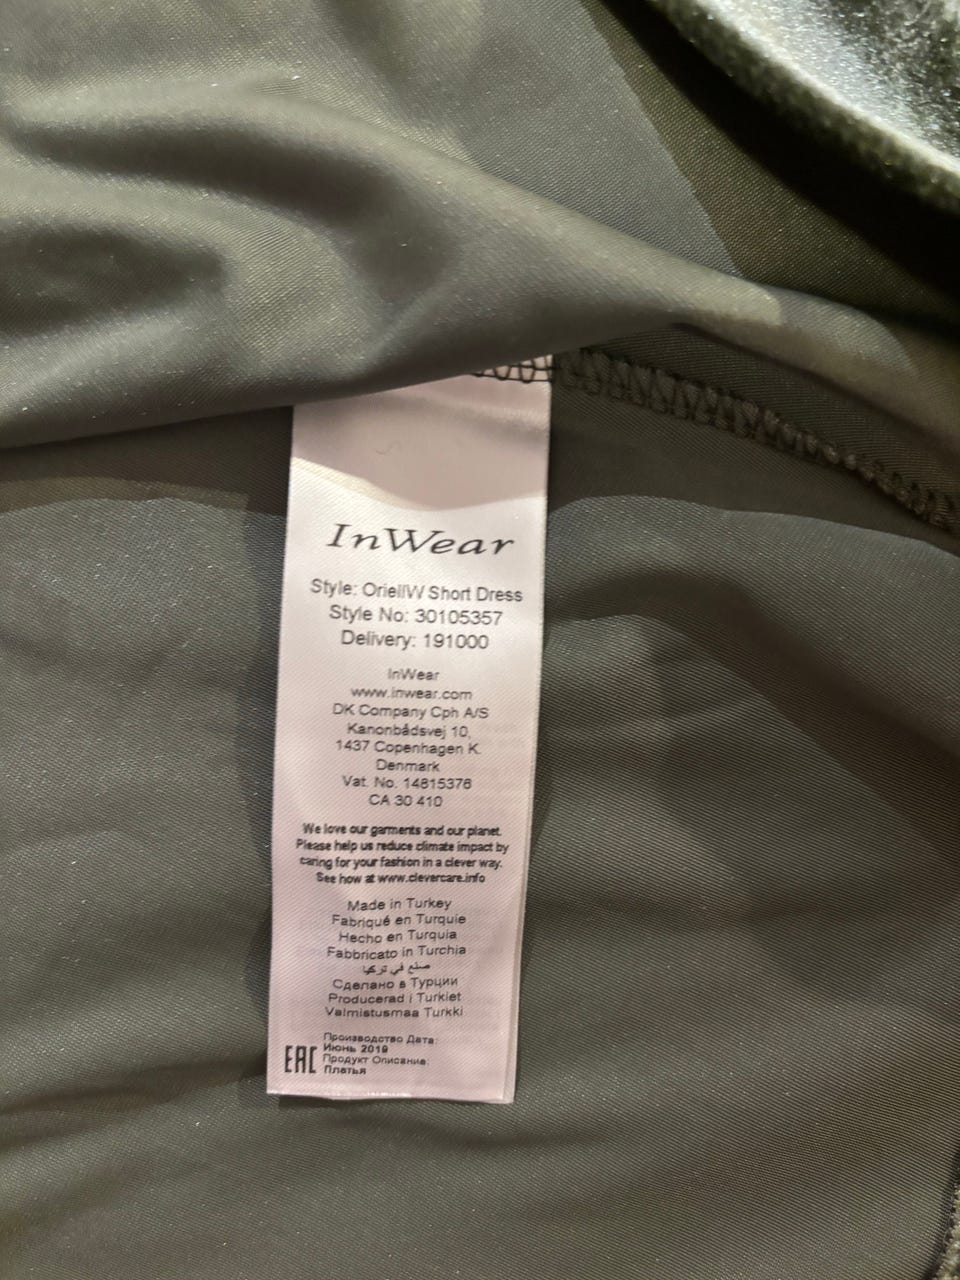 InWear
Style: OriellW Short Dress
Style No: 30105357
Delivery: 191000
InWear
www.inwear.com
DK Company Cph A/S
Kanonbådsvej 10,
1437 Copenhagen K.
Denmark
Vat. No. 14815376
CA 30 410
We love our garments and our planet.
Please help us reduce climate impact by
caring for your fashion in a clever way.
See how at www.clevercare.info
Made in Turkey
Fabriqué en Turquie
Hecho en Turquia
Fabbricato in Turchia
صنع في تركيا
Сделано в Турции
Producerad i Turkiet
Valmistusmaa Turkki
Производство Дата:
Июнь 2019
EAC Продукт Описание:
Платья